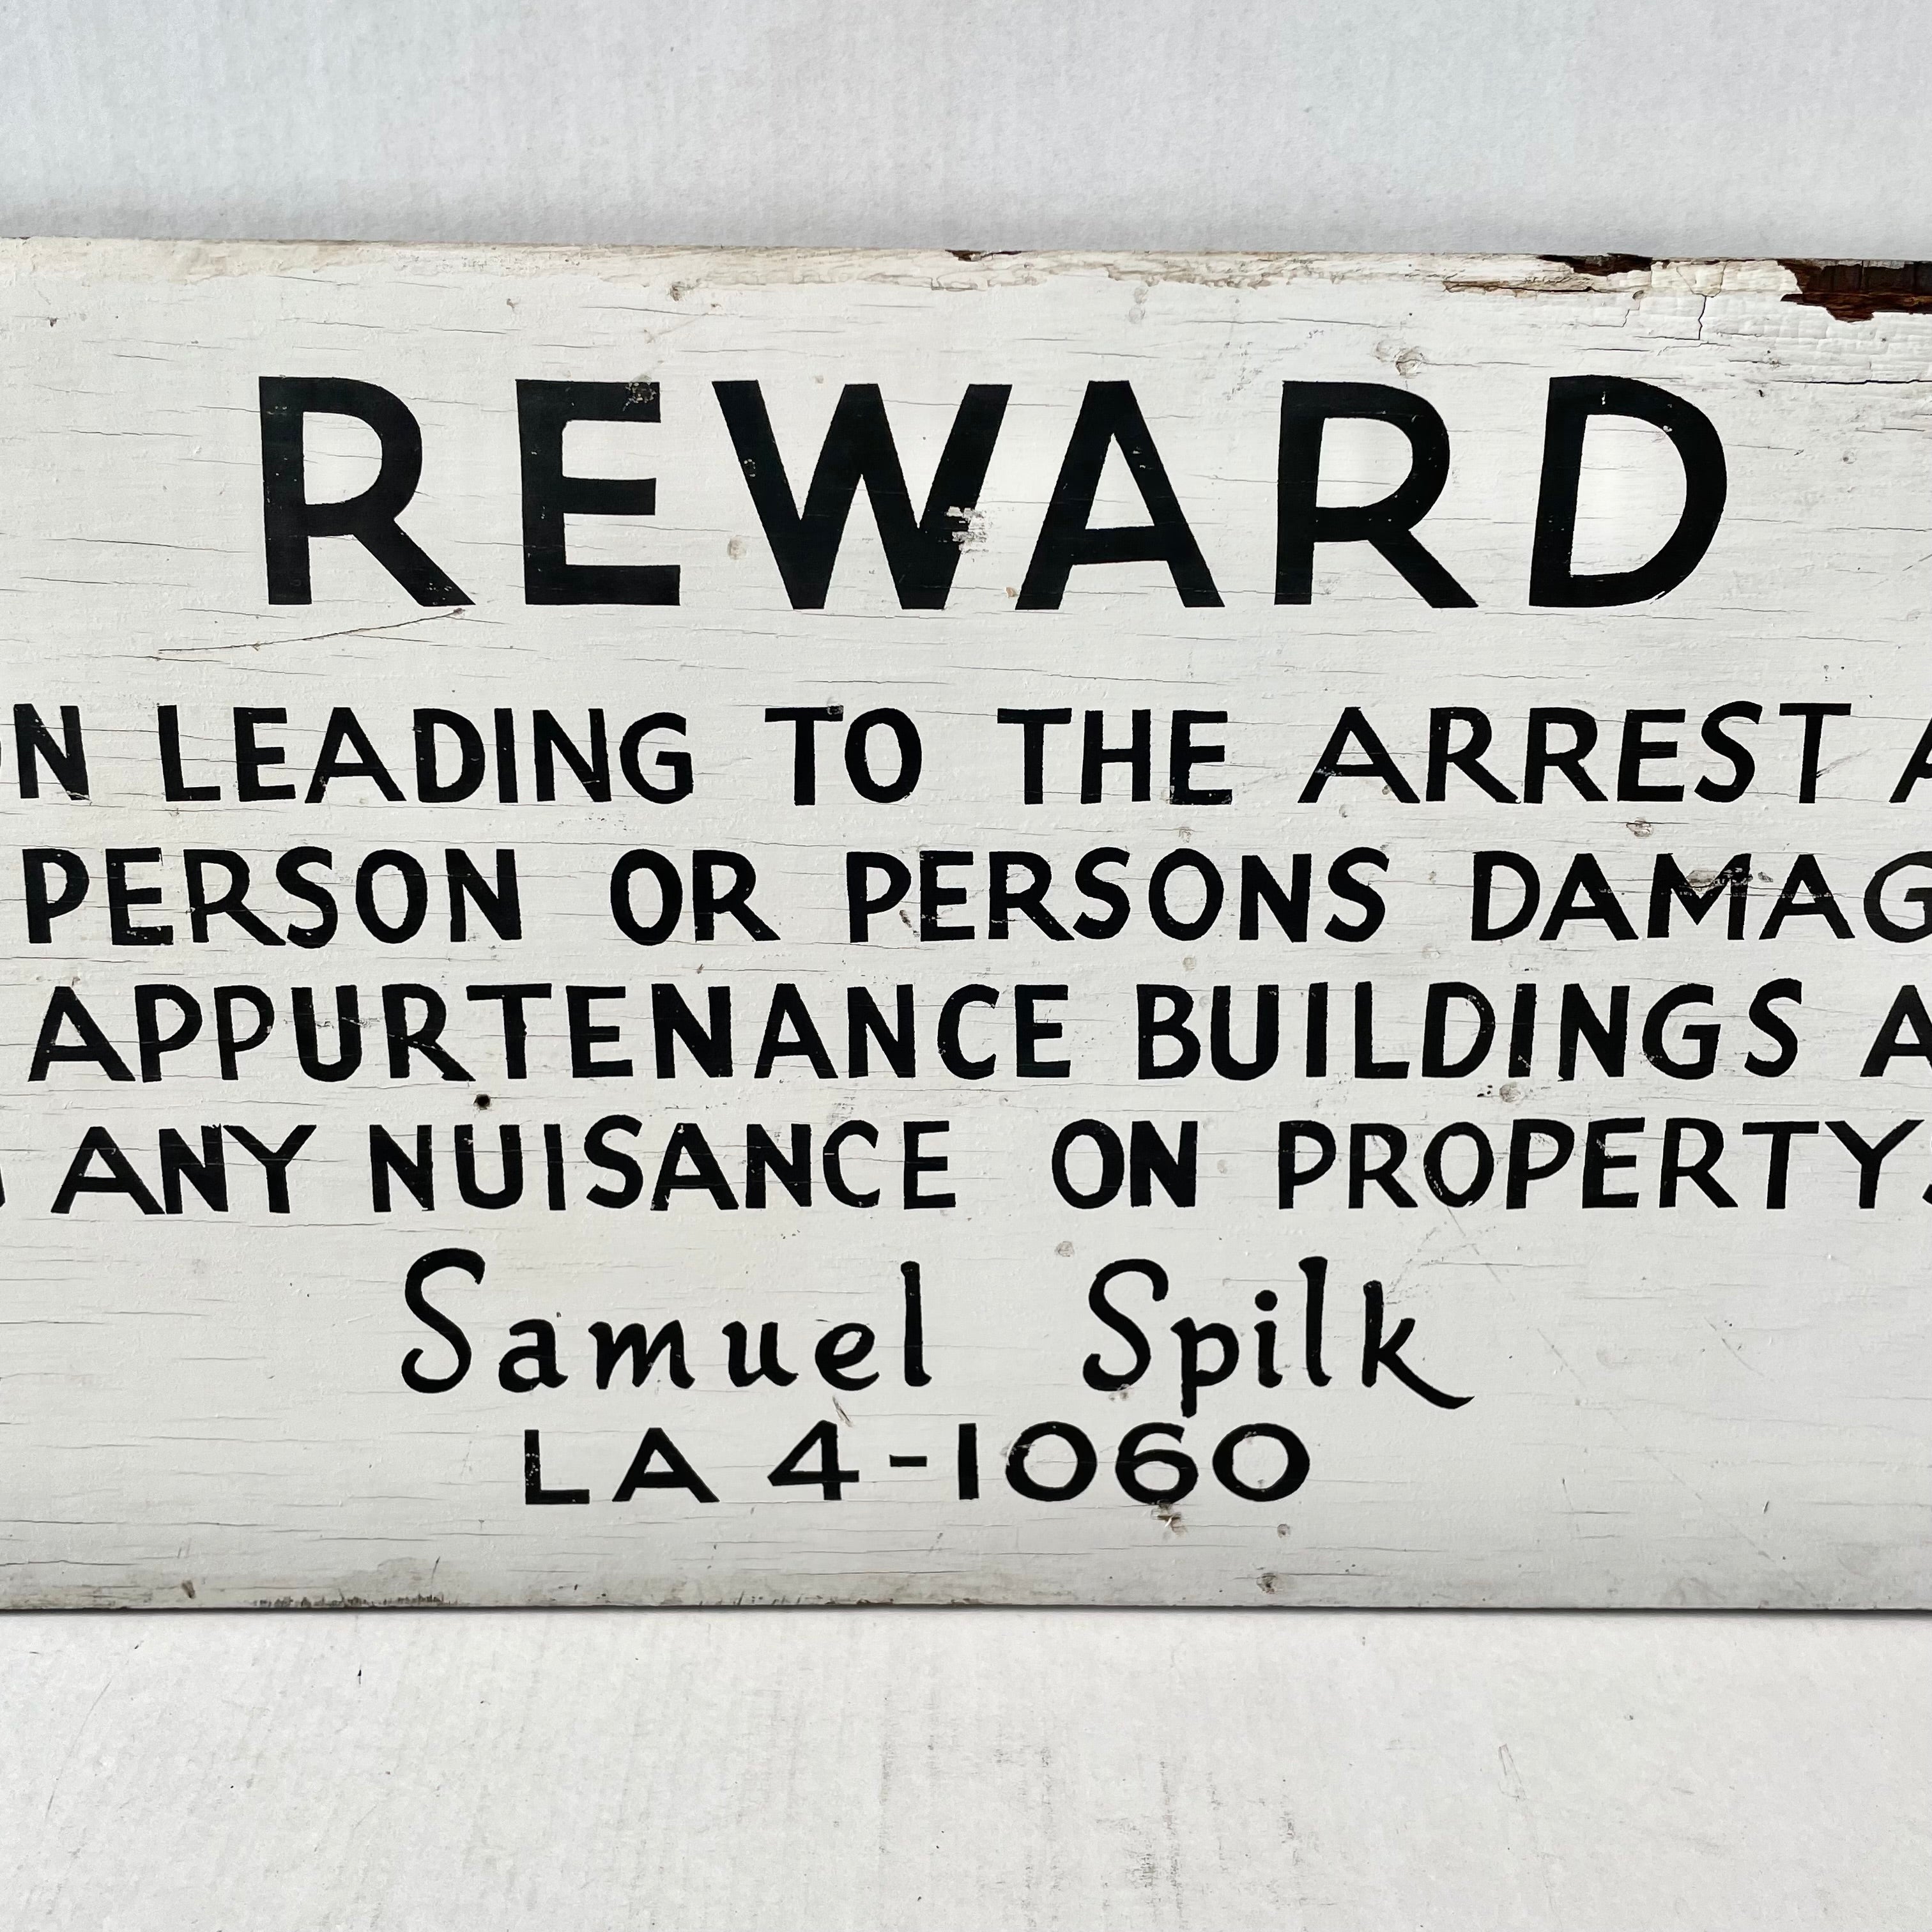 REWARD
ON LEADING TO THE ARREST A
PERSON OR PERSONS DAMAG
APPURTENANCE BUILDINGS A
ANY NUISANCE ON PROPERTY.
Samuel Spilk
LA 4-1060